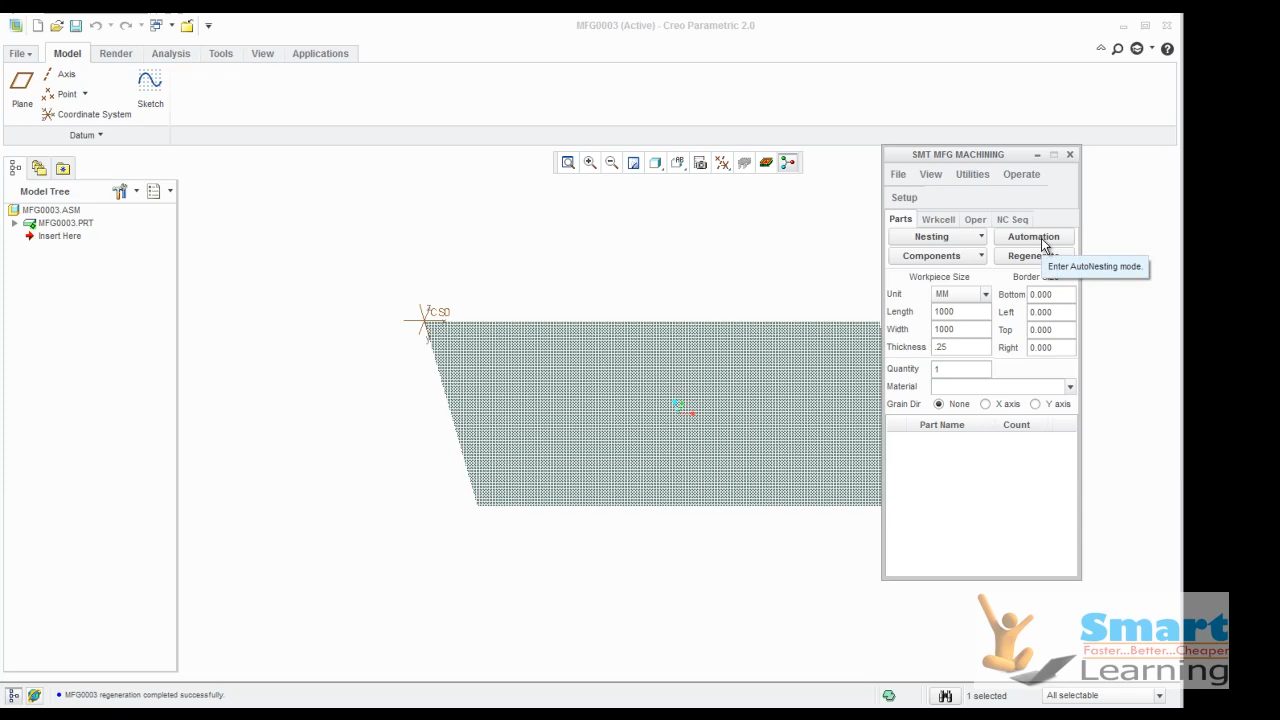 MFG0003 (Active) - Creo Parametric 2.0
File Model Render Analysis Tools View Applications
Plane
Axis
Point
Coordinate System
Sketch
Datum
Model Tree
MFG0003.ASM
MFG0003.PRT
Insert Here
CS0
SMT MFG MACHINING
File View Utilities Operate
Setup
Parts Wrkcell Oper NC Seq
Nesting Automation
Components Regen
Enter AutoNesting mode.
Workpiece Size Border
Unit MM Bottom 0.000
Length 1000 Left 0.000
Width 1000 Top 0.000
Thickness .25 Right 0.000
Quantity 1
Material
Grain Dir None X axis Y axis
Part Name Count
Smart
Faster...Better...Cheaper
Learning
MFG0003 regeneration completed successfully.
1 selected All selectable